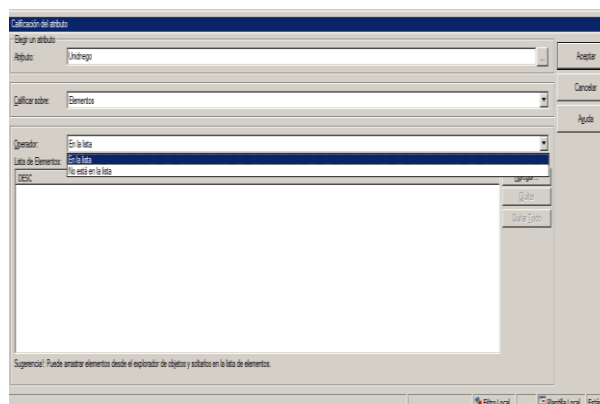 Calificación del atributo
Elegir un atributo
Atributo: Unidnego ...
Aceptar
Cancelar
Calificar sobre: Elementos
Ayuda
Operador: En la lista
Lista de Elementos: En la lista
No está en la lista
DESC
Quitar
Quitar Todo
Sugerencia!: Puede arrastrar elementos desde el explorador de objetos y soltarlos en la lista de elementos.
Filtro Local
Plantilla Local